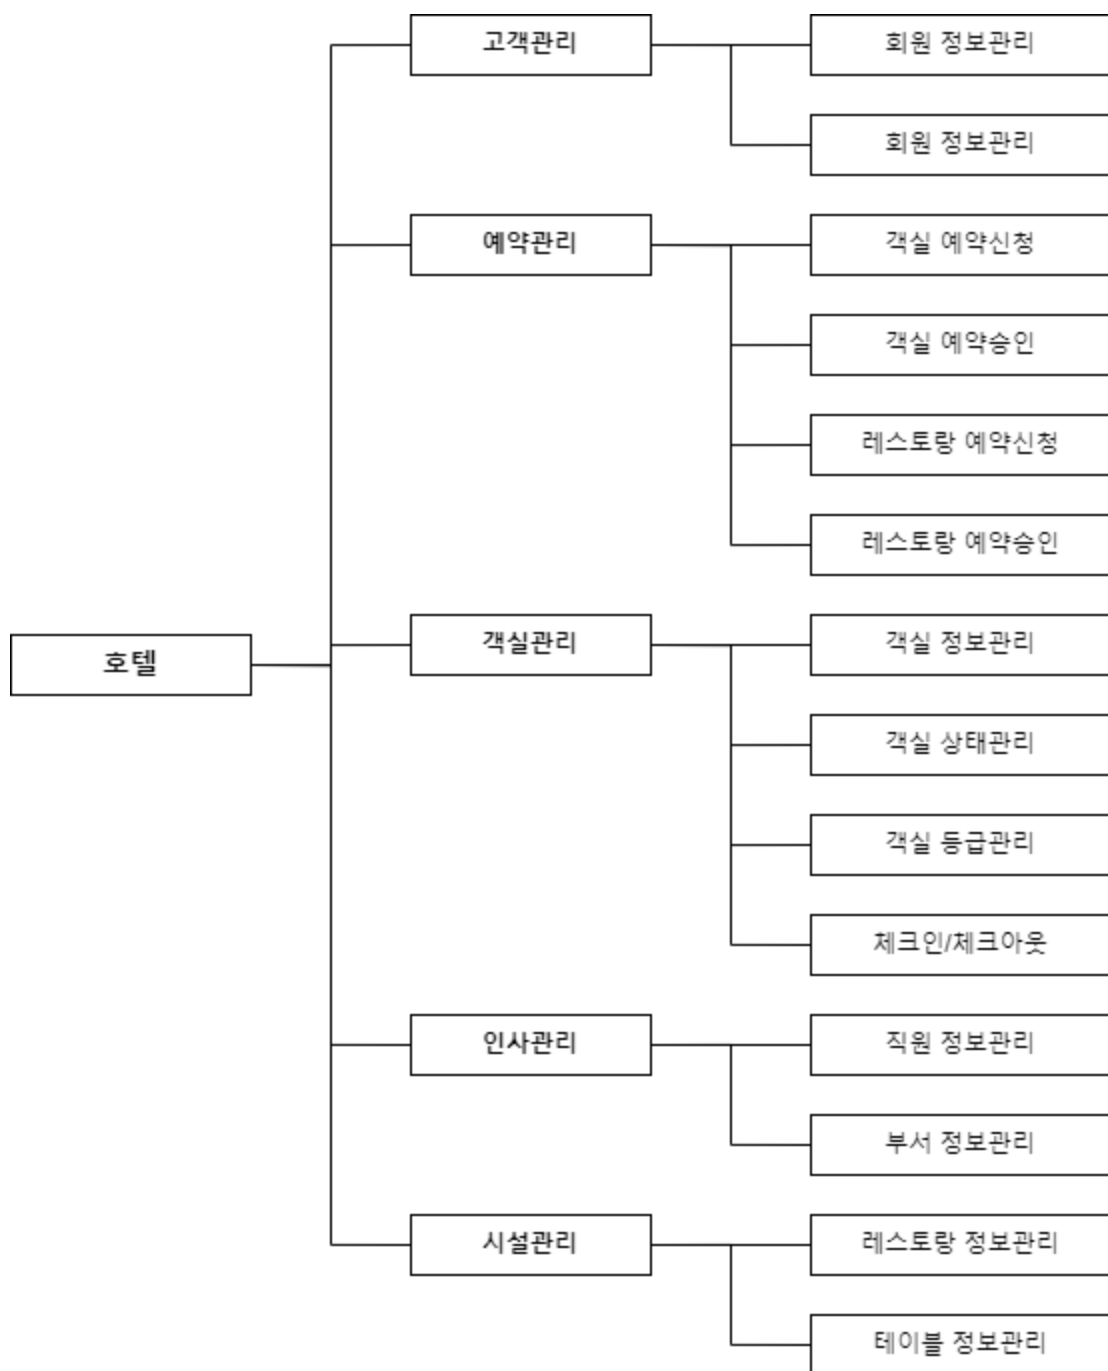 고객관리
회원 정보관리
회원 정보관리
예약관리
객실 예약신청
객실 예약승인
레스토랑 예약신청
레스토랑 예약승인
호텔
객실관리
객실 정보관리
객실 상태관리
객실 등급관리
체크인/체크아웃
인사관리
직원 정보관리
부서 정보관리
시설관리
레스토랑 정보관리
테이블 정보관리